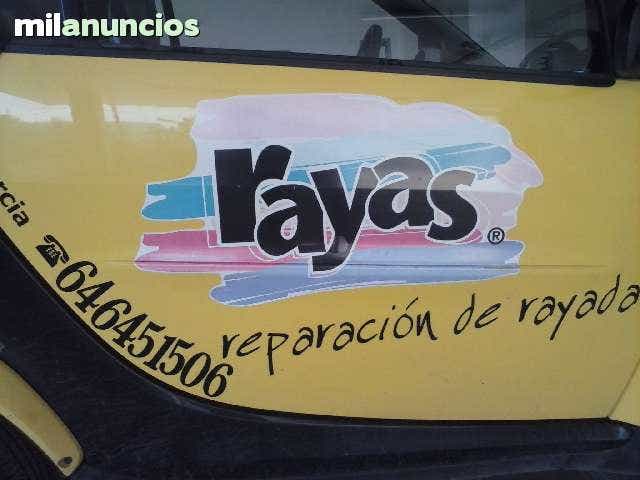 milanuncios
rayas®
rcia
☎646451506
reparación de rayada